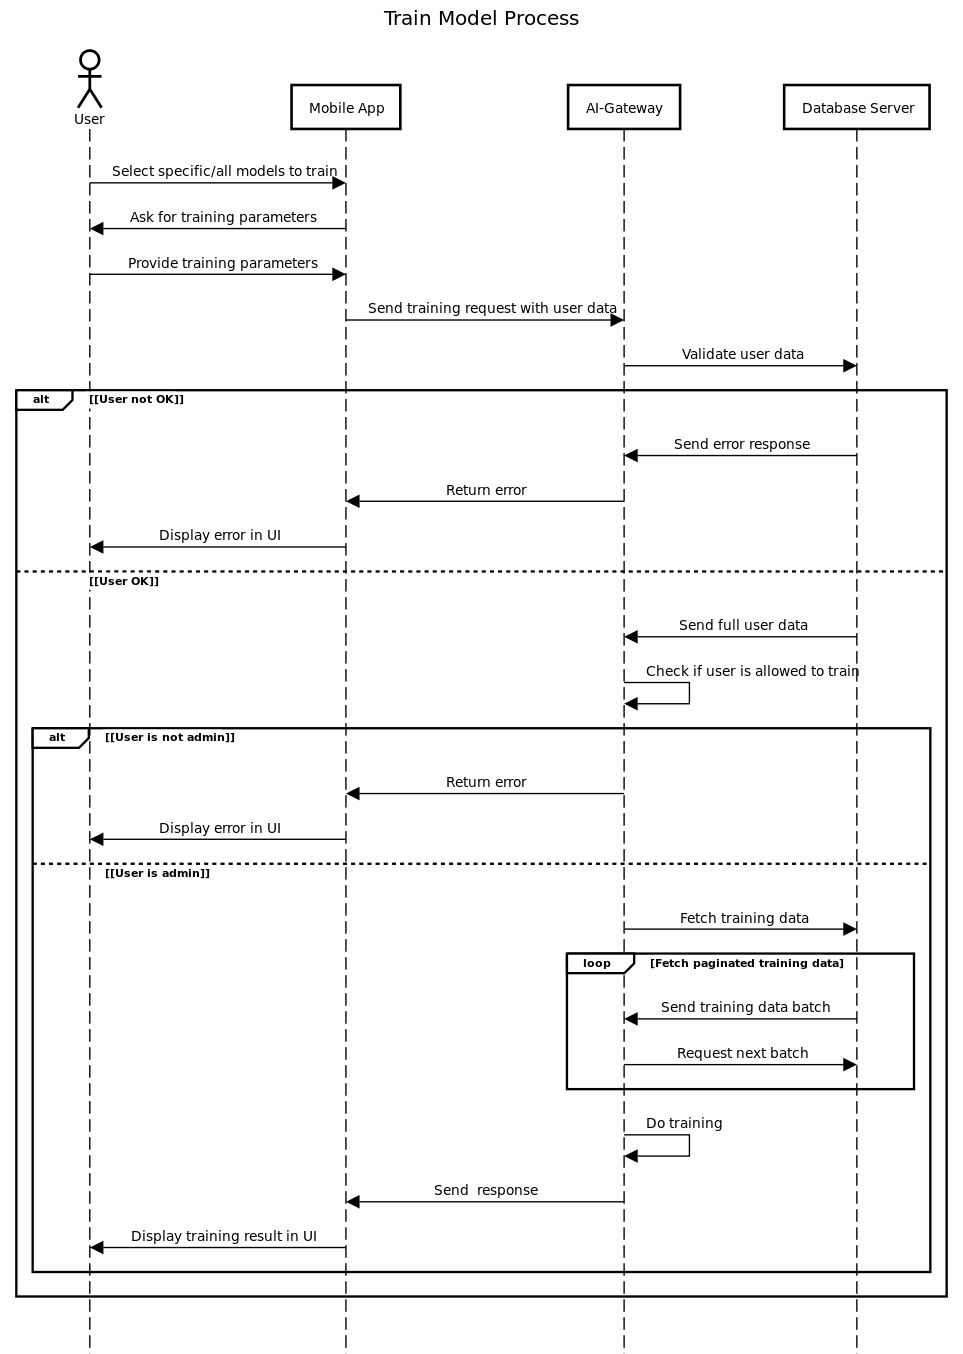 Train Model Process
User
Mobile App
AI-Gateway
Database Server
Select specific/all models to train
Ask for training parameters
Provide training parameters
Send training request with user data
Validate user data
alt [[User not OK]]
Send error response
Return error
Display error in UI
[[User OK]]
Send full user data
Check if user is allowed to train
alt [[User is not admin]]
Return error
Display error in UI
[[User is admin]]
Fetch training data
loop [Fetch paginated training data]
Send training data batch
Request next batch
Do training
Send  response
Display training result in UI